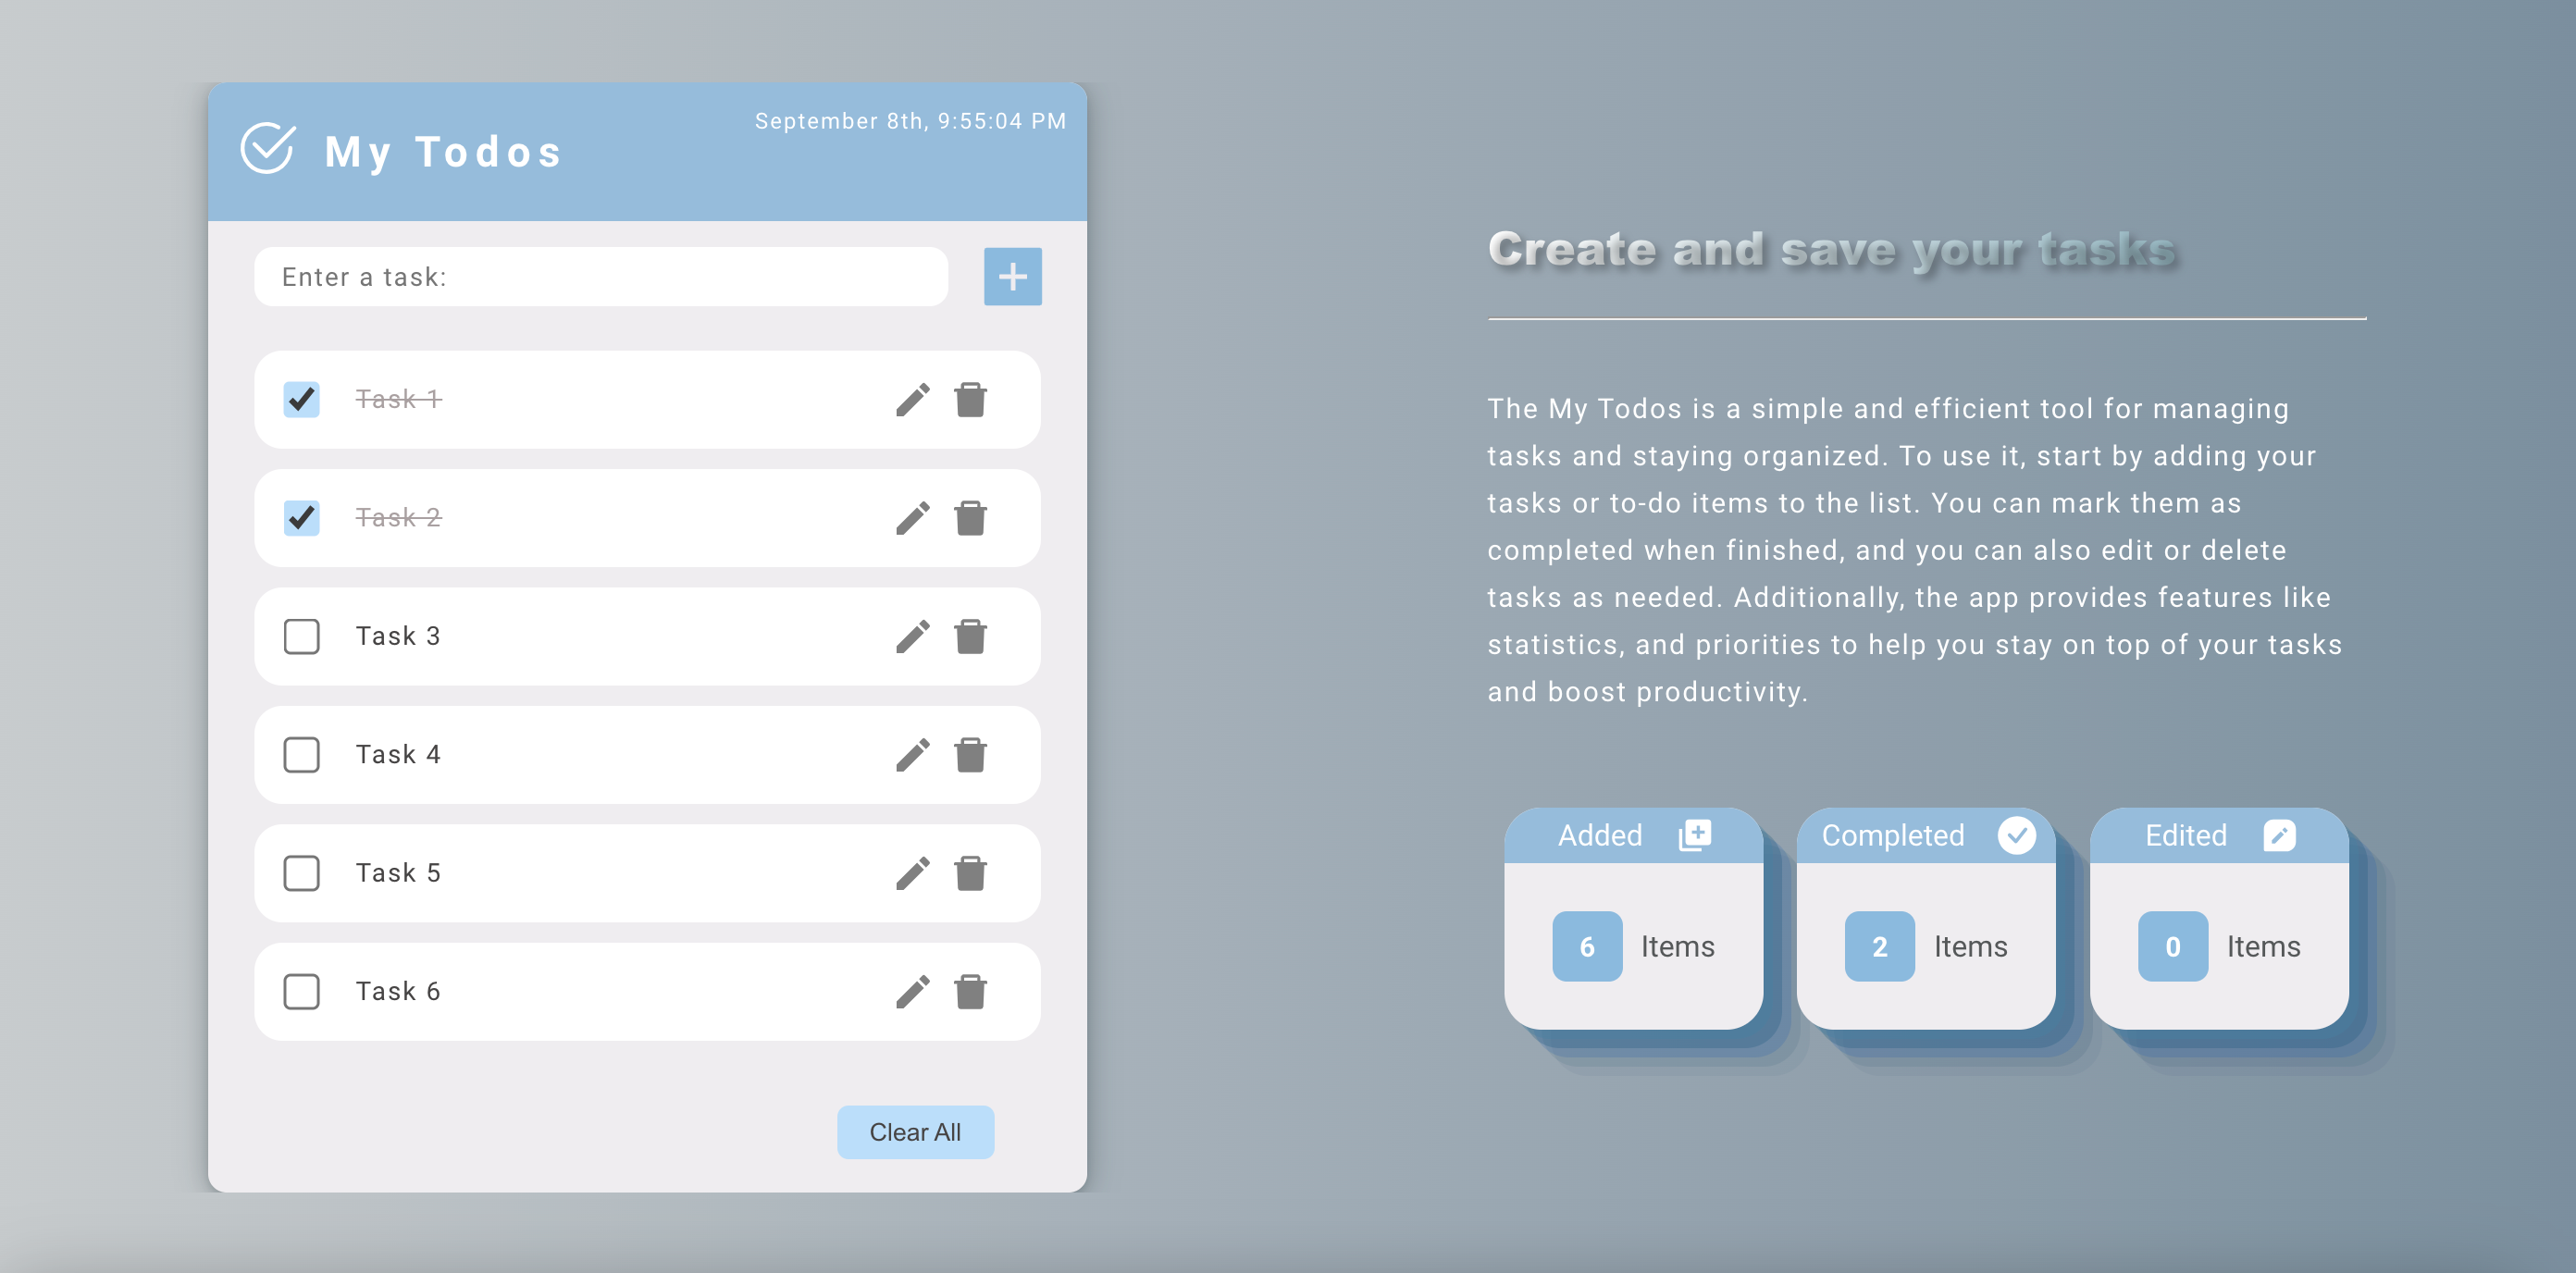 My Todos
September 8th, 9:55:04 PM
Enter a task:
Task 1
Task 2
Task 3
Task 4
Task 5
Task 6
Clear All
Create and save your tasks
The My Todos is a simple and efficient tool for managing
tasks and staying organized. To use it, start by adding your
tasks or to-do items to the list. You can mark them as
completed when finished, and you can also edit or delete
tasks as needed. Additionally, the app provides features like
statistics, and priorities to help you stay on top of your tasks
and boost productivity.
Added
6 Items
Completed
2 Items
Edited
0 Items